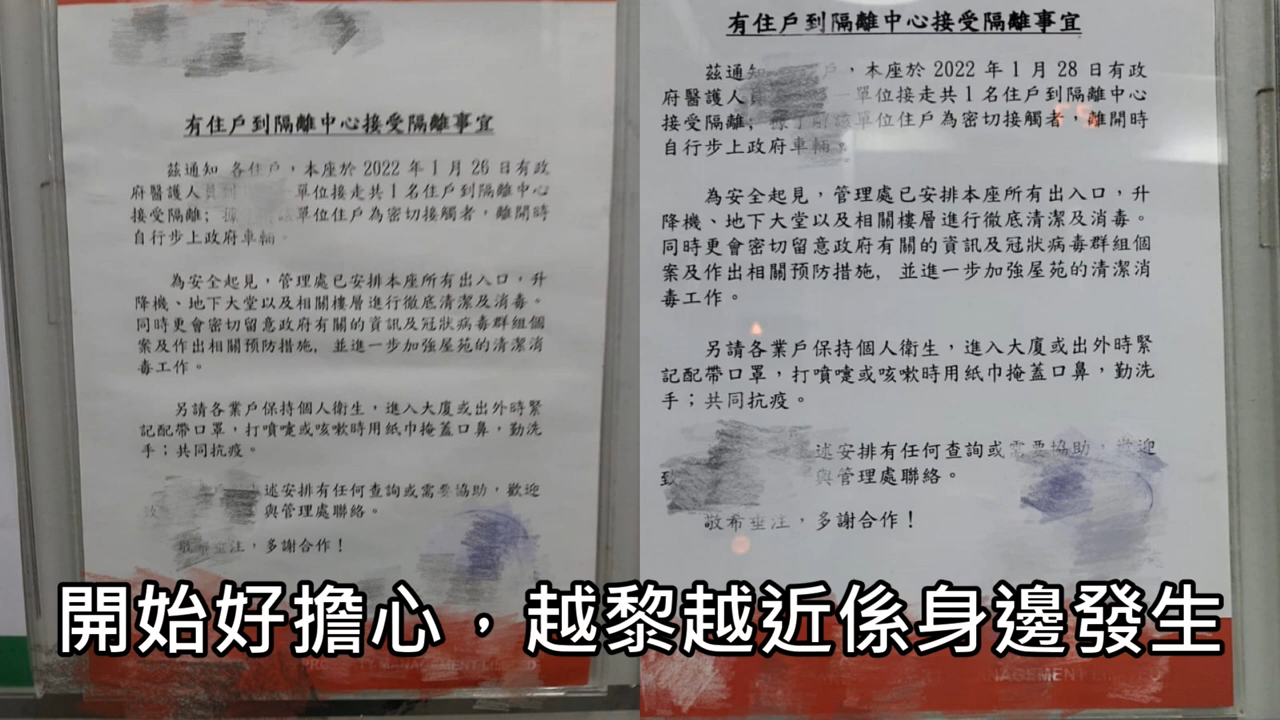 有住戶到隔離中心接受隔離事宜
茲通知 各住戶，本座於 2022 年 1 月 26 日有政
府醫護人員到 一單位接走共 1 名住戶到隔離中心
接受隔離； 單位住戶為密切接觸者，離開時
自行步上政府車輛。
為安全起見，管理處已安排本座所有出入口，升
降機、地下大堂以及相關樓層進行徹底清潔及消毒。
同時更會密切留意政府有關的資訊及冠狀病毒群組個
案及作出相關預防措施，並進一步加強屋苑的清潔消
毒工作。
另請各業戶保持個人衛生，進入大廈或出外時緊
記配帶口罩，打噴嚏或咳嗽時用紙巾掩蓋口鼻，勤洗
手；共同抗疫。
述安排有任何查詢或需要協助，歡迎
與管理處聯絡。
敬希垂注，多謝合作！
PROPERTY MANAGEMENT LIMITED
有住戶到隔離中心接受隔離事宜
茲通知 戶，本座於 2022 年 1 月 28 日有政
府醫護人員 一單位接走共 1 名住戶到隔離中心
接受隔離； 據了解該單位住戶為密切接觸者，離開時
自行步上政府車輛。
為安全起見，管理處已安排本座所有出入口，升
降機、地下大堂以及相關樓層進行徹底清潔及消毒。
同時更會密切留意政府有關的資訊及冠狀病毒群組個
案及作出相關預防措施，並進一步加強屋苑的清潔消
毒工作。
另請各業戶保持個人衛生，進入大廈或出外時緊
記配帶口罩，打噴嚏或咳嗽時用紙巾掩蓋口鼻，勤洗
手；共同抗疫。
述安排有任何查詢或需要協助，歡迎
致 與管理處聯絡。
敬希垂注，多謝合作！
MANAGEMENT LIMITED
開始好擔心，越黎越近係身邊發生